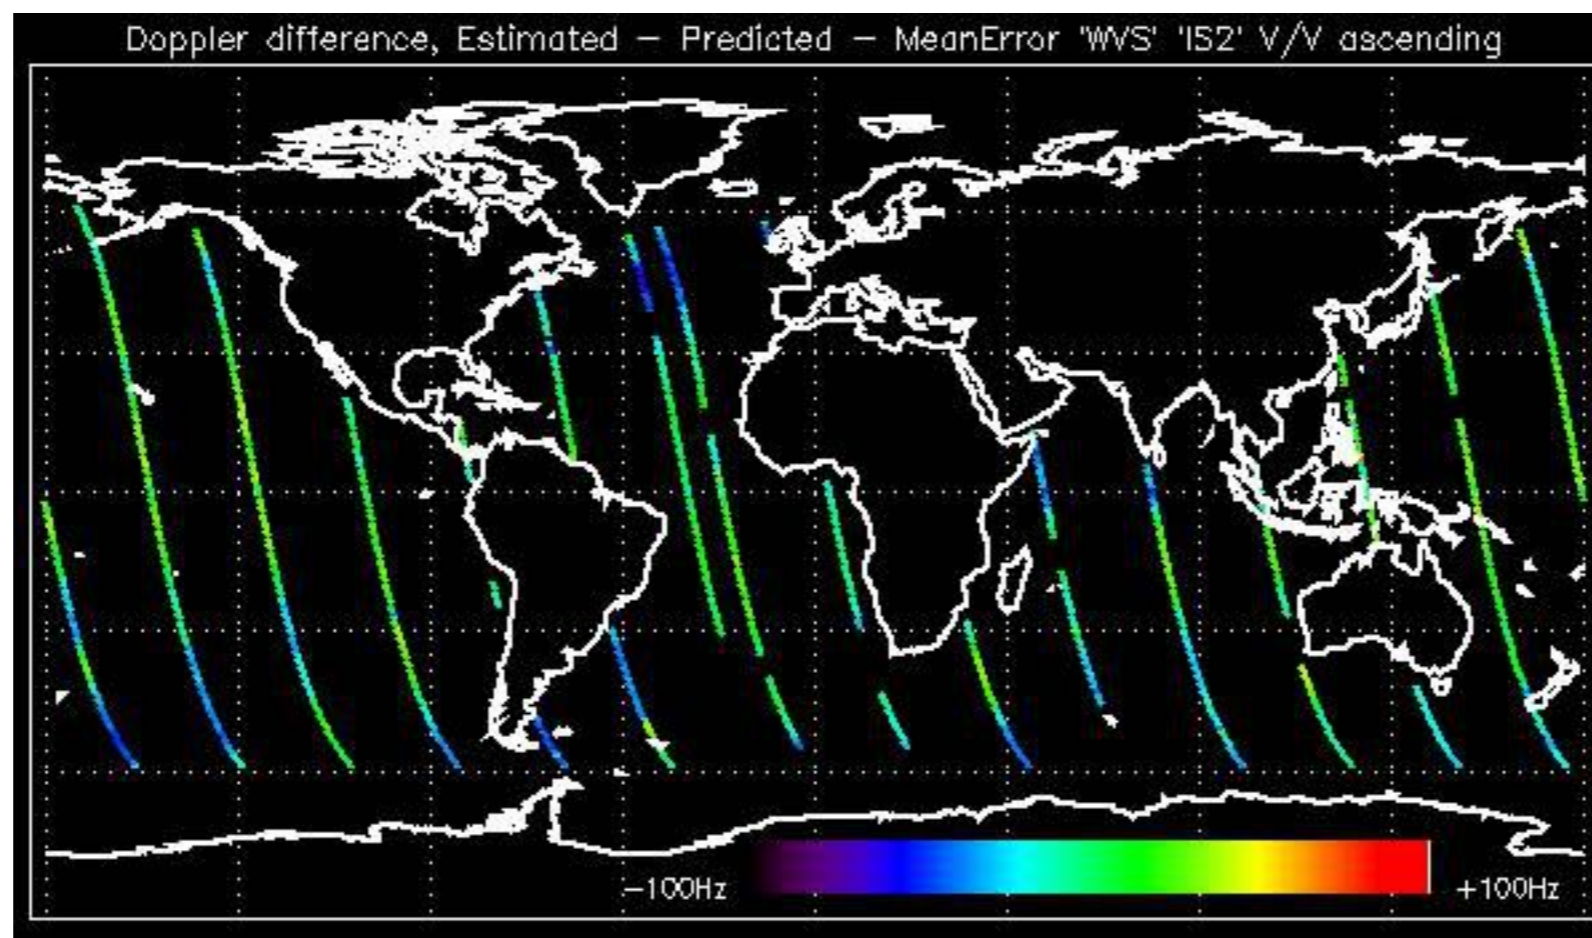 Doppler difference, Estimated – Predicted – MeanError 'WVS' 'IS2' V/V ascending
–100Hz +100Hz